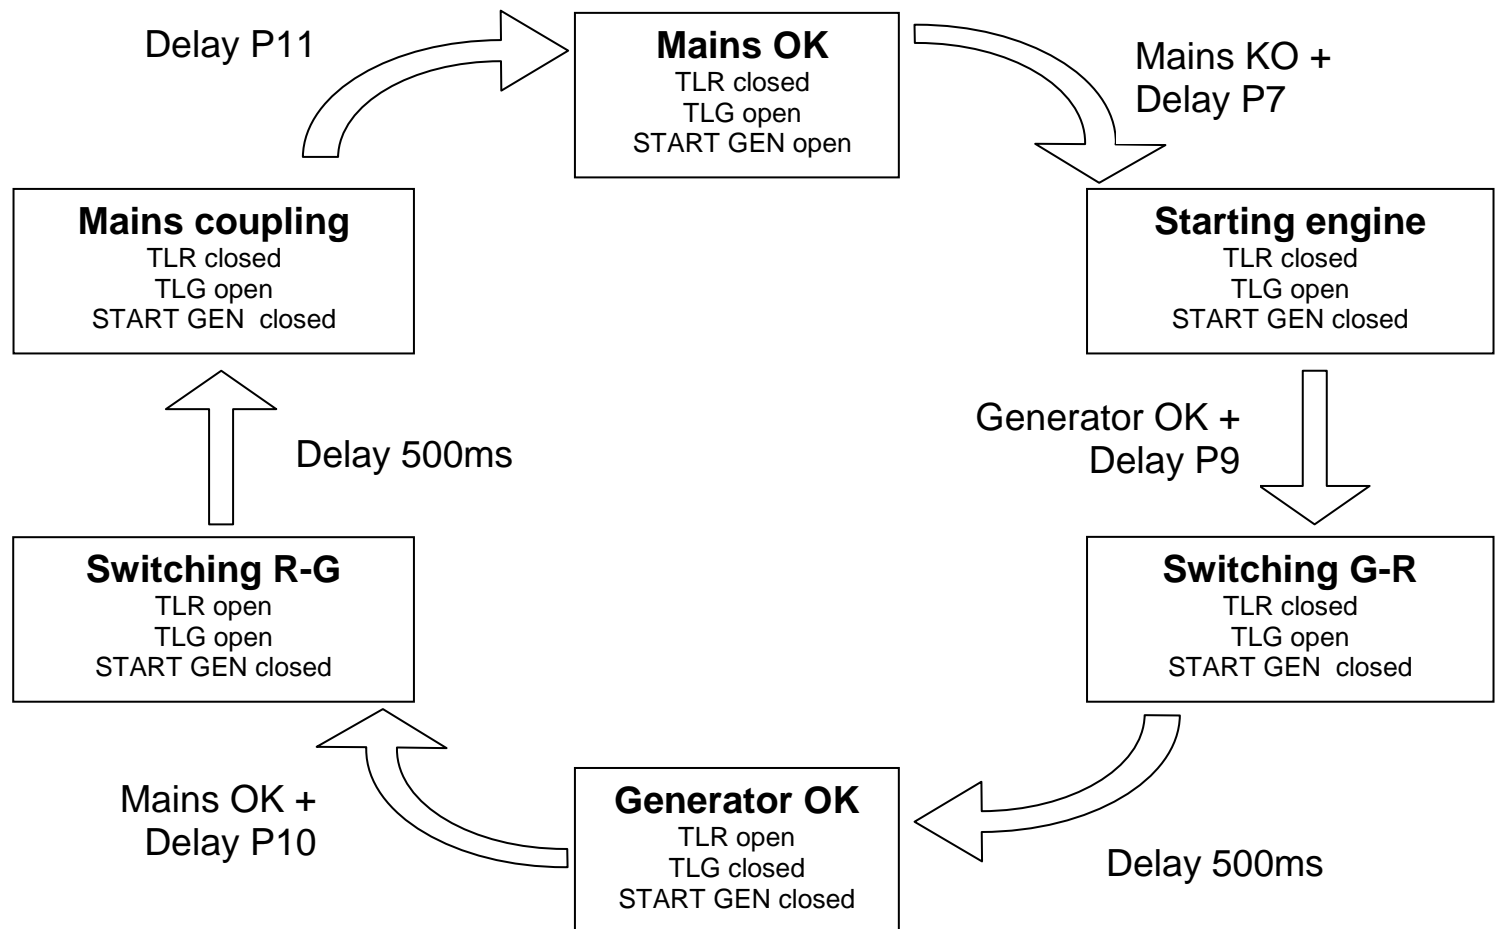 Delay P11
Mains OK
TLR closed
TLG open
START GEN open
Mains KO +
Delay P7
Mains coupling
TLR closed
TLG open
START GEN  closed
Starting engine
TLR closed
TLG open
START GEN closed
Delay 500ms
Generator OK +
Delay P9
Switching R-G
TLR open
TLG open
START GEN closed
Switching G-R
TLR closed
TLG open
START GEN  closed
Mains OK +
Delay P10
Generator OK
TLR open
TLG closed
START GEN closed
Delay 500ms